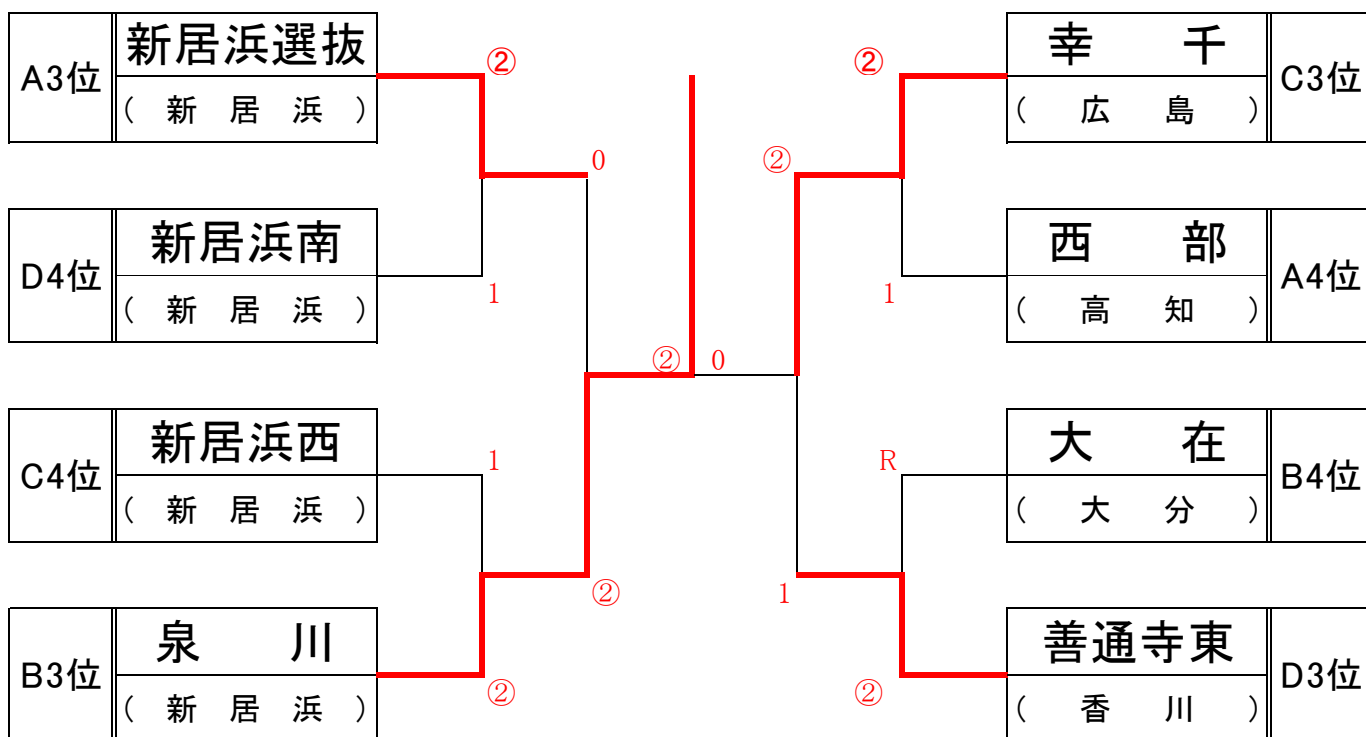 A3位
新居浜選抜
(新居浜)
②
0
D4位
新居浜南
(新居浜)
1
C4位
新居浜西
(新居浜)
1
②
B3位
泉川
(新居浜)
②
② 0
②
幸千
(広島)
C3位
②
西部
(高知)
A4位
1
大在
(大分)
B4位
R
1
善通寺東
(香川)
D3位
②